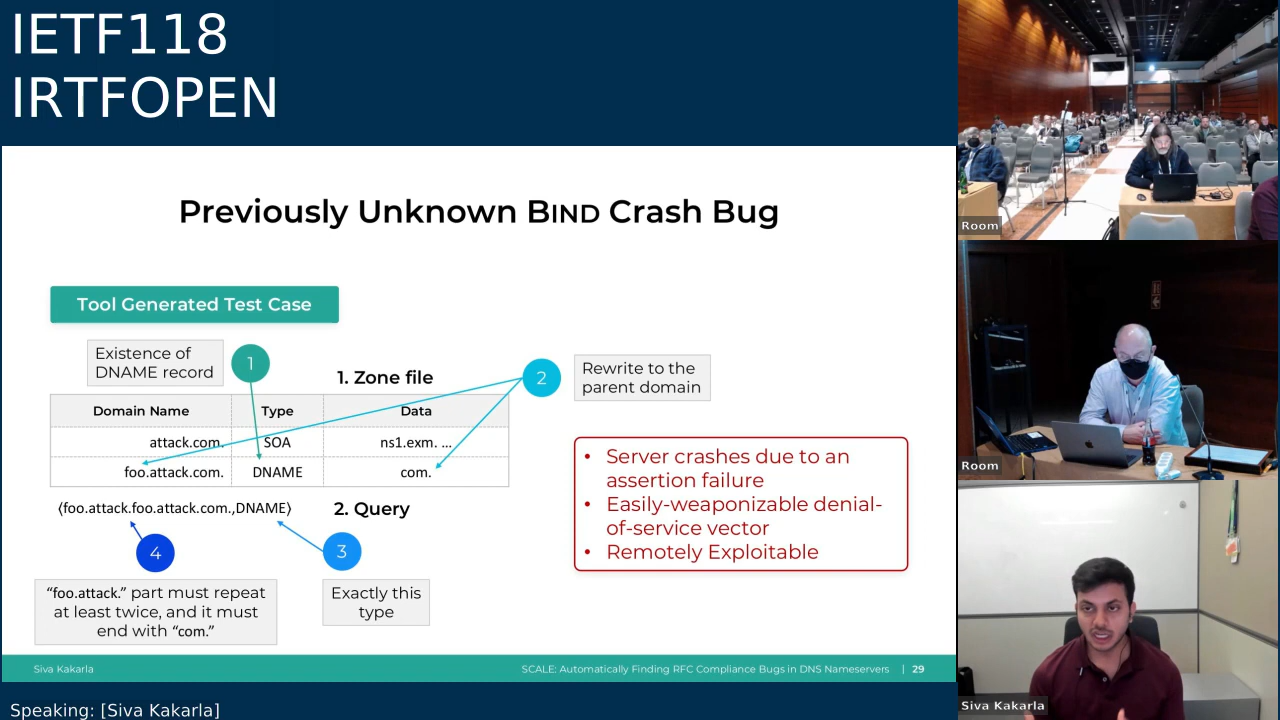 IETF118
IRTFOPEN
Previously Unknown BIND Crash Bug
Tool Generated Test Case
Existence of
DNAME record
1
1. Zone file
2
Rewrite to the
parent domain
Domain Name Type Data
attack.com. SOA ns1.exm. ...
foo.attack.com. DNAME com.
⟨foo.attack.foo.attack.com.,DNAME⟩ 2. Query
4
3
“foo.attack.” part must repeat
at least twice, and it must
end with “com.”
Exactly this
type
• Server crashes due to an
assertion failure
• Easily-weaponizable denial-
of-service vector
• Remotely Exploitable
Siva Kakarla SCALE: Automatically Finding RFC Compliance Bugs in DNS Nameservers | 29
Speaking: [Siva Kakarla]
Room
Room
Siva Kakarla